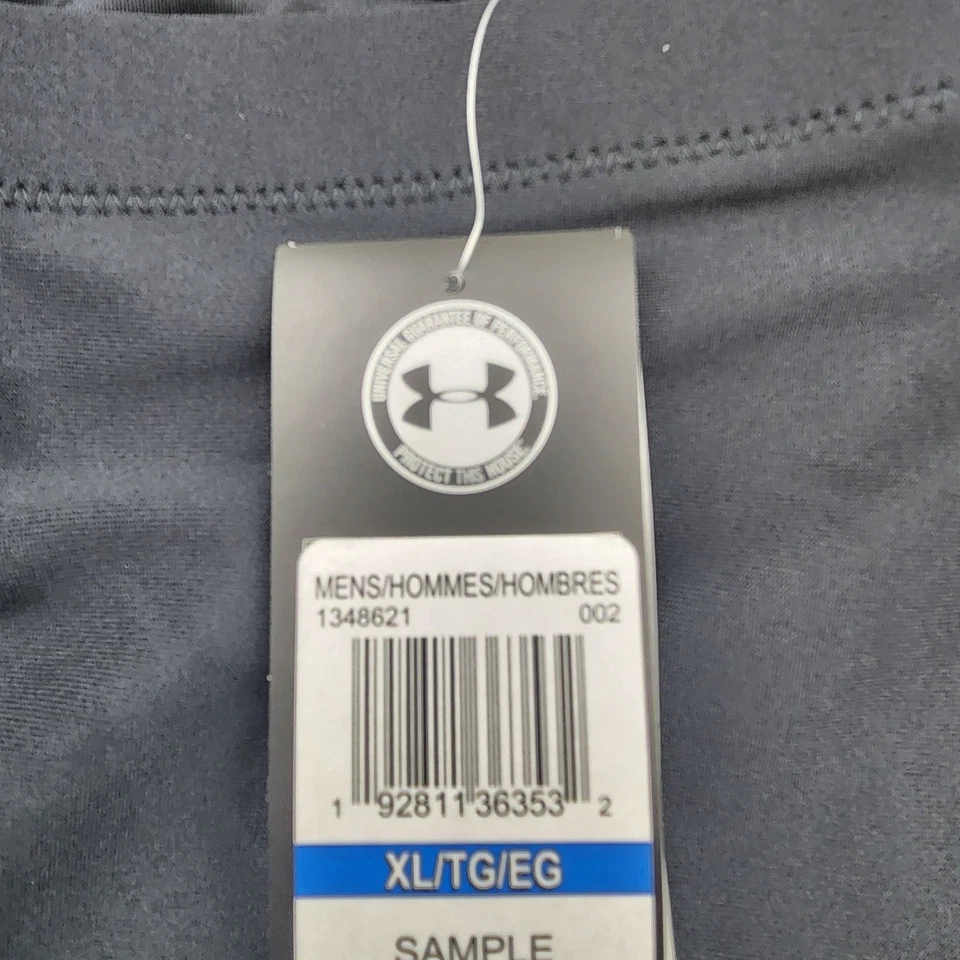 UNIVERSAL GUARANTEE OF PERFORMANCE
PROTECT THIS HOUSE
MENS/HOMMES/HOMBRES
1348621 002
1 92811 36353 2
XL/TG/EG
SAMPLE